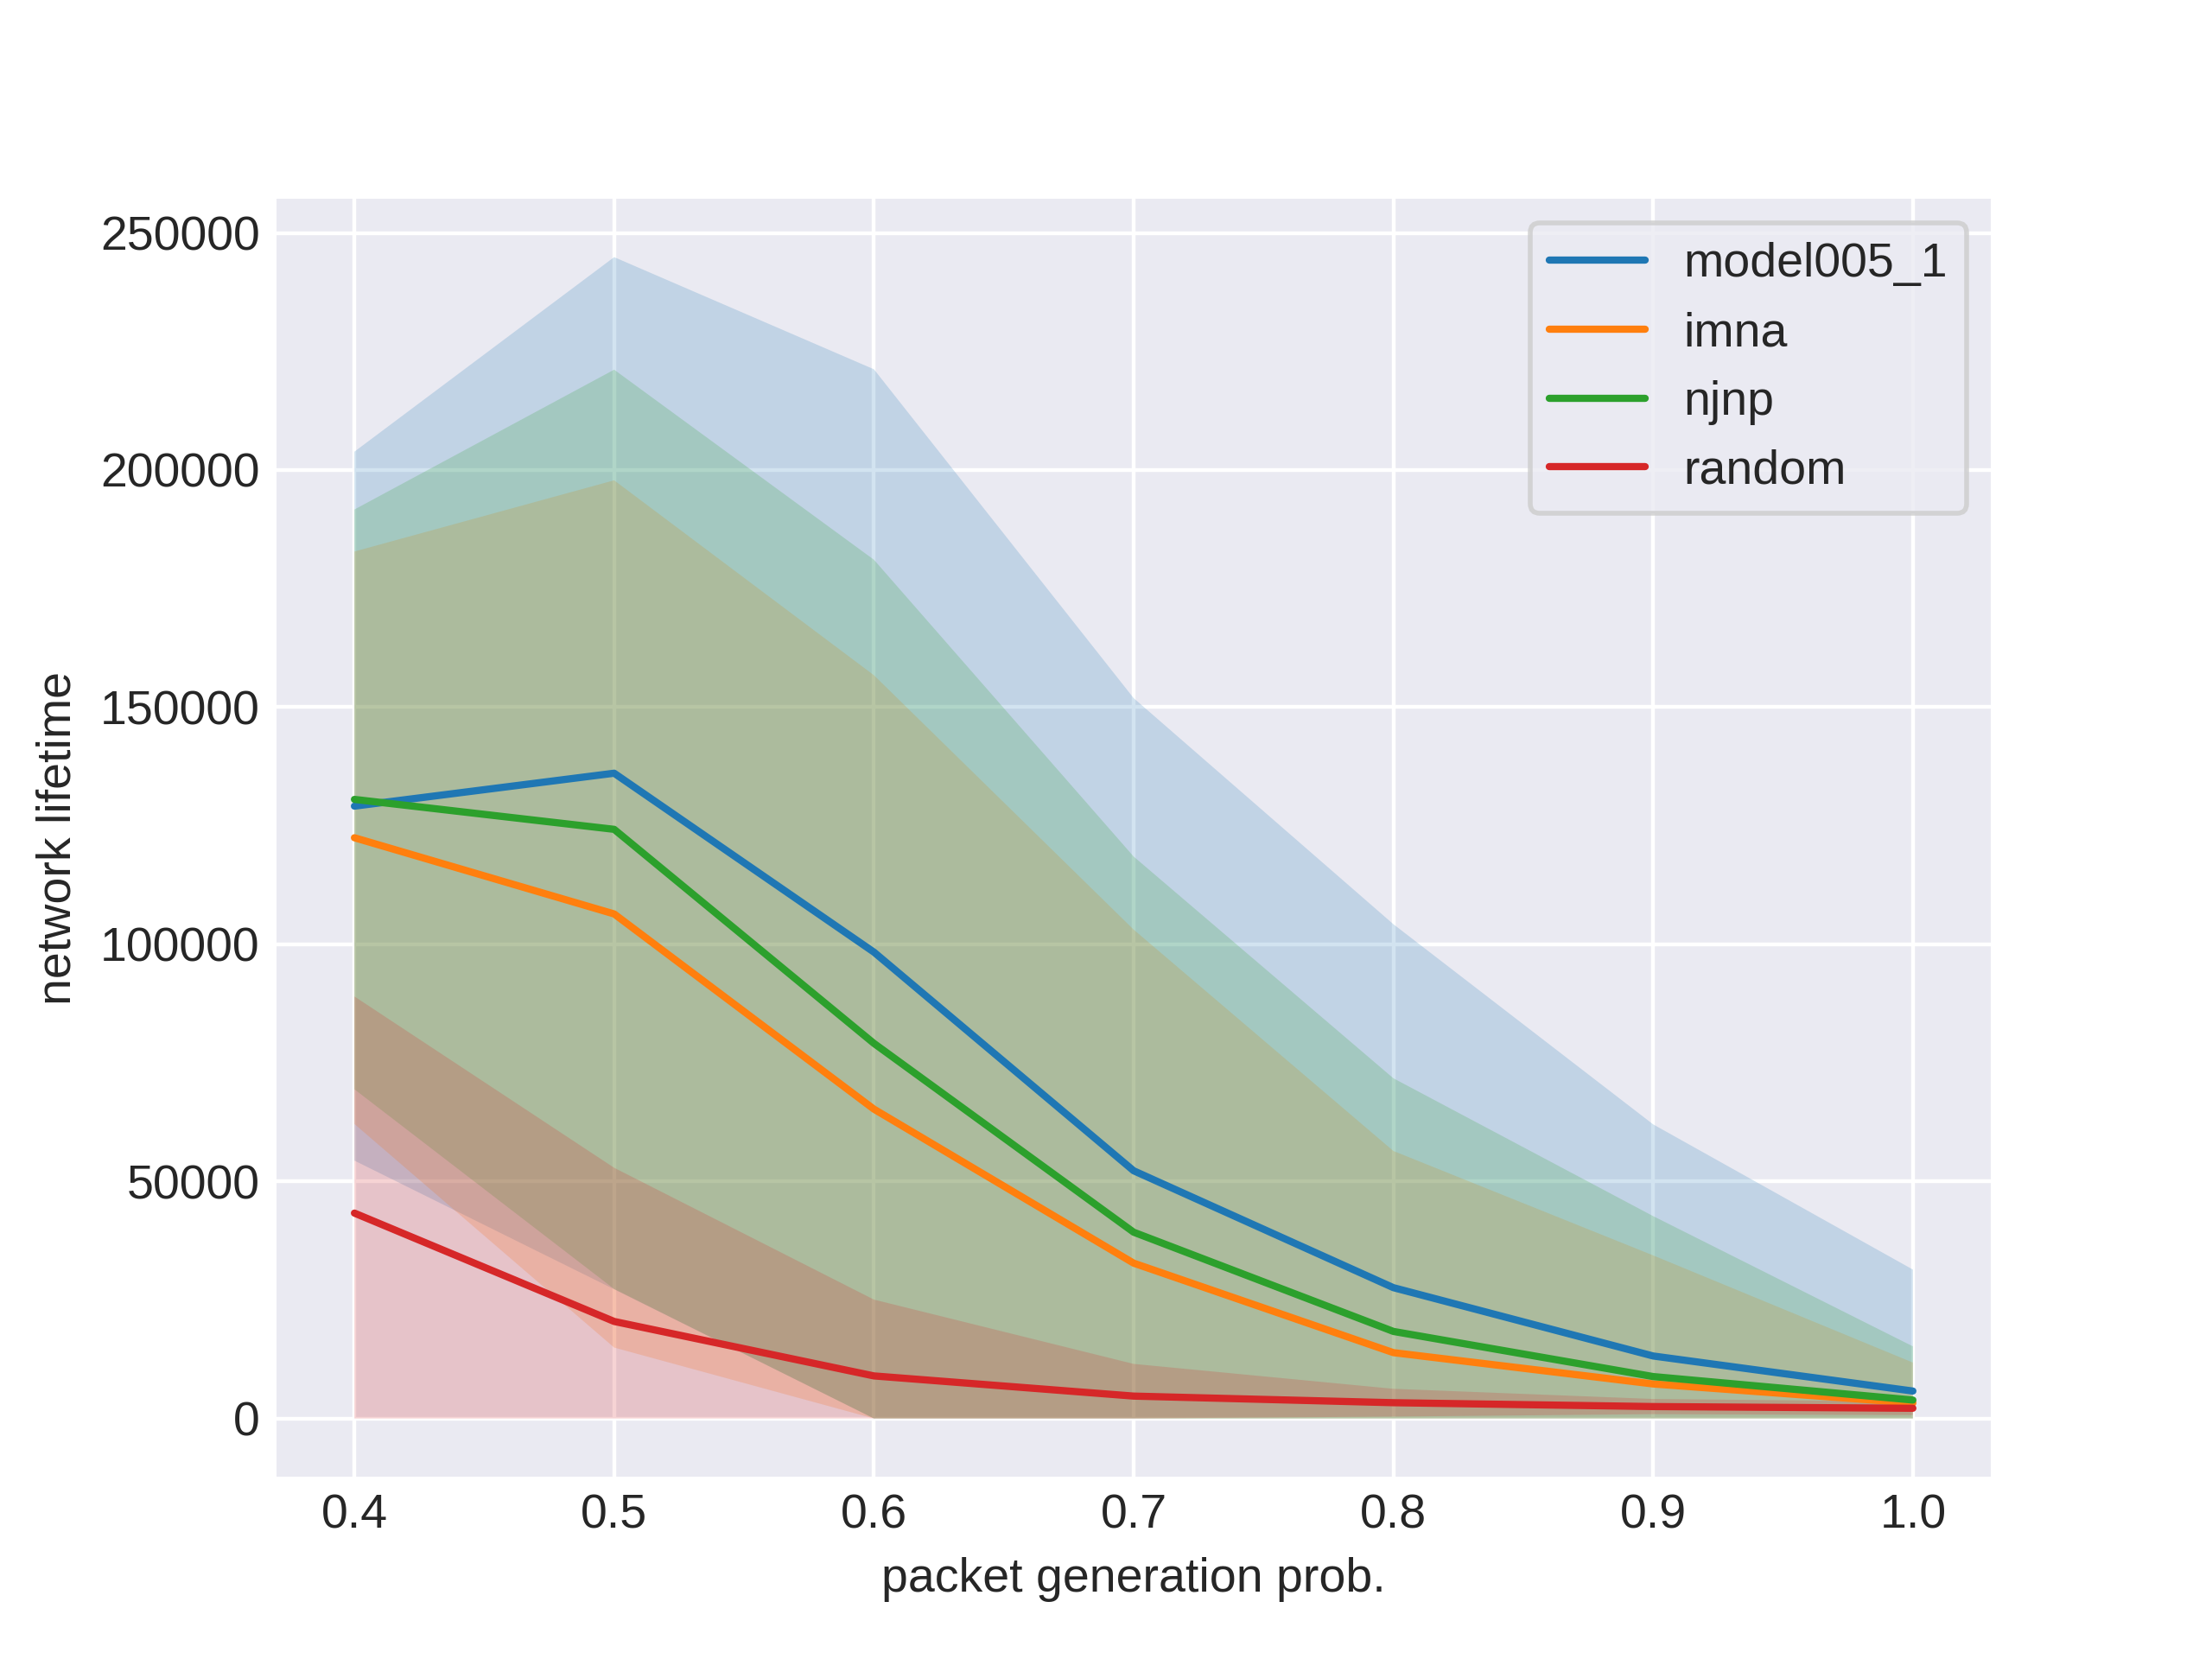 250000
200000
150000
100000
50000
0
network lifetime
0.4 0.5 0.6 0.7 0.8 0.9 1.0
packet generation prob.
model005_1
imna
njnp
random